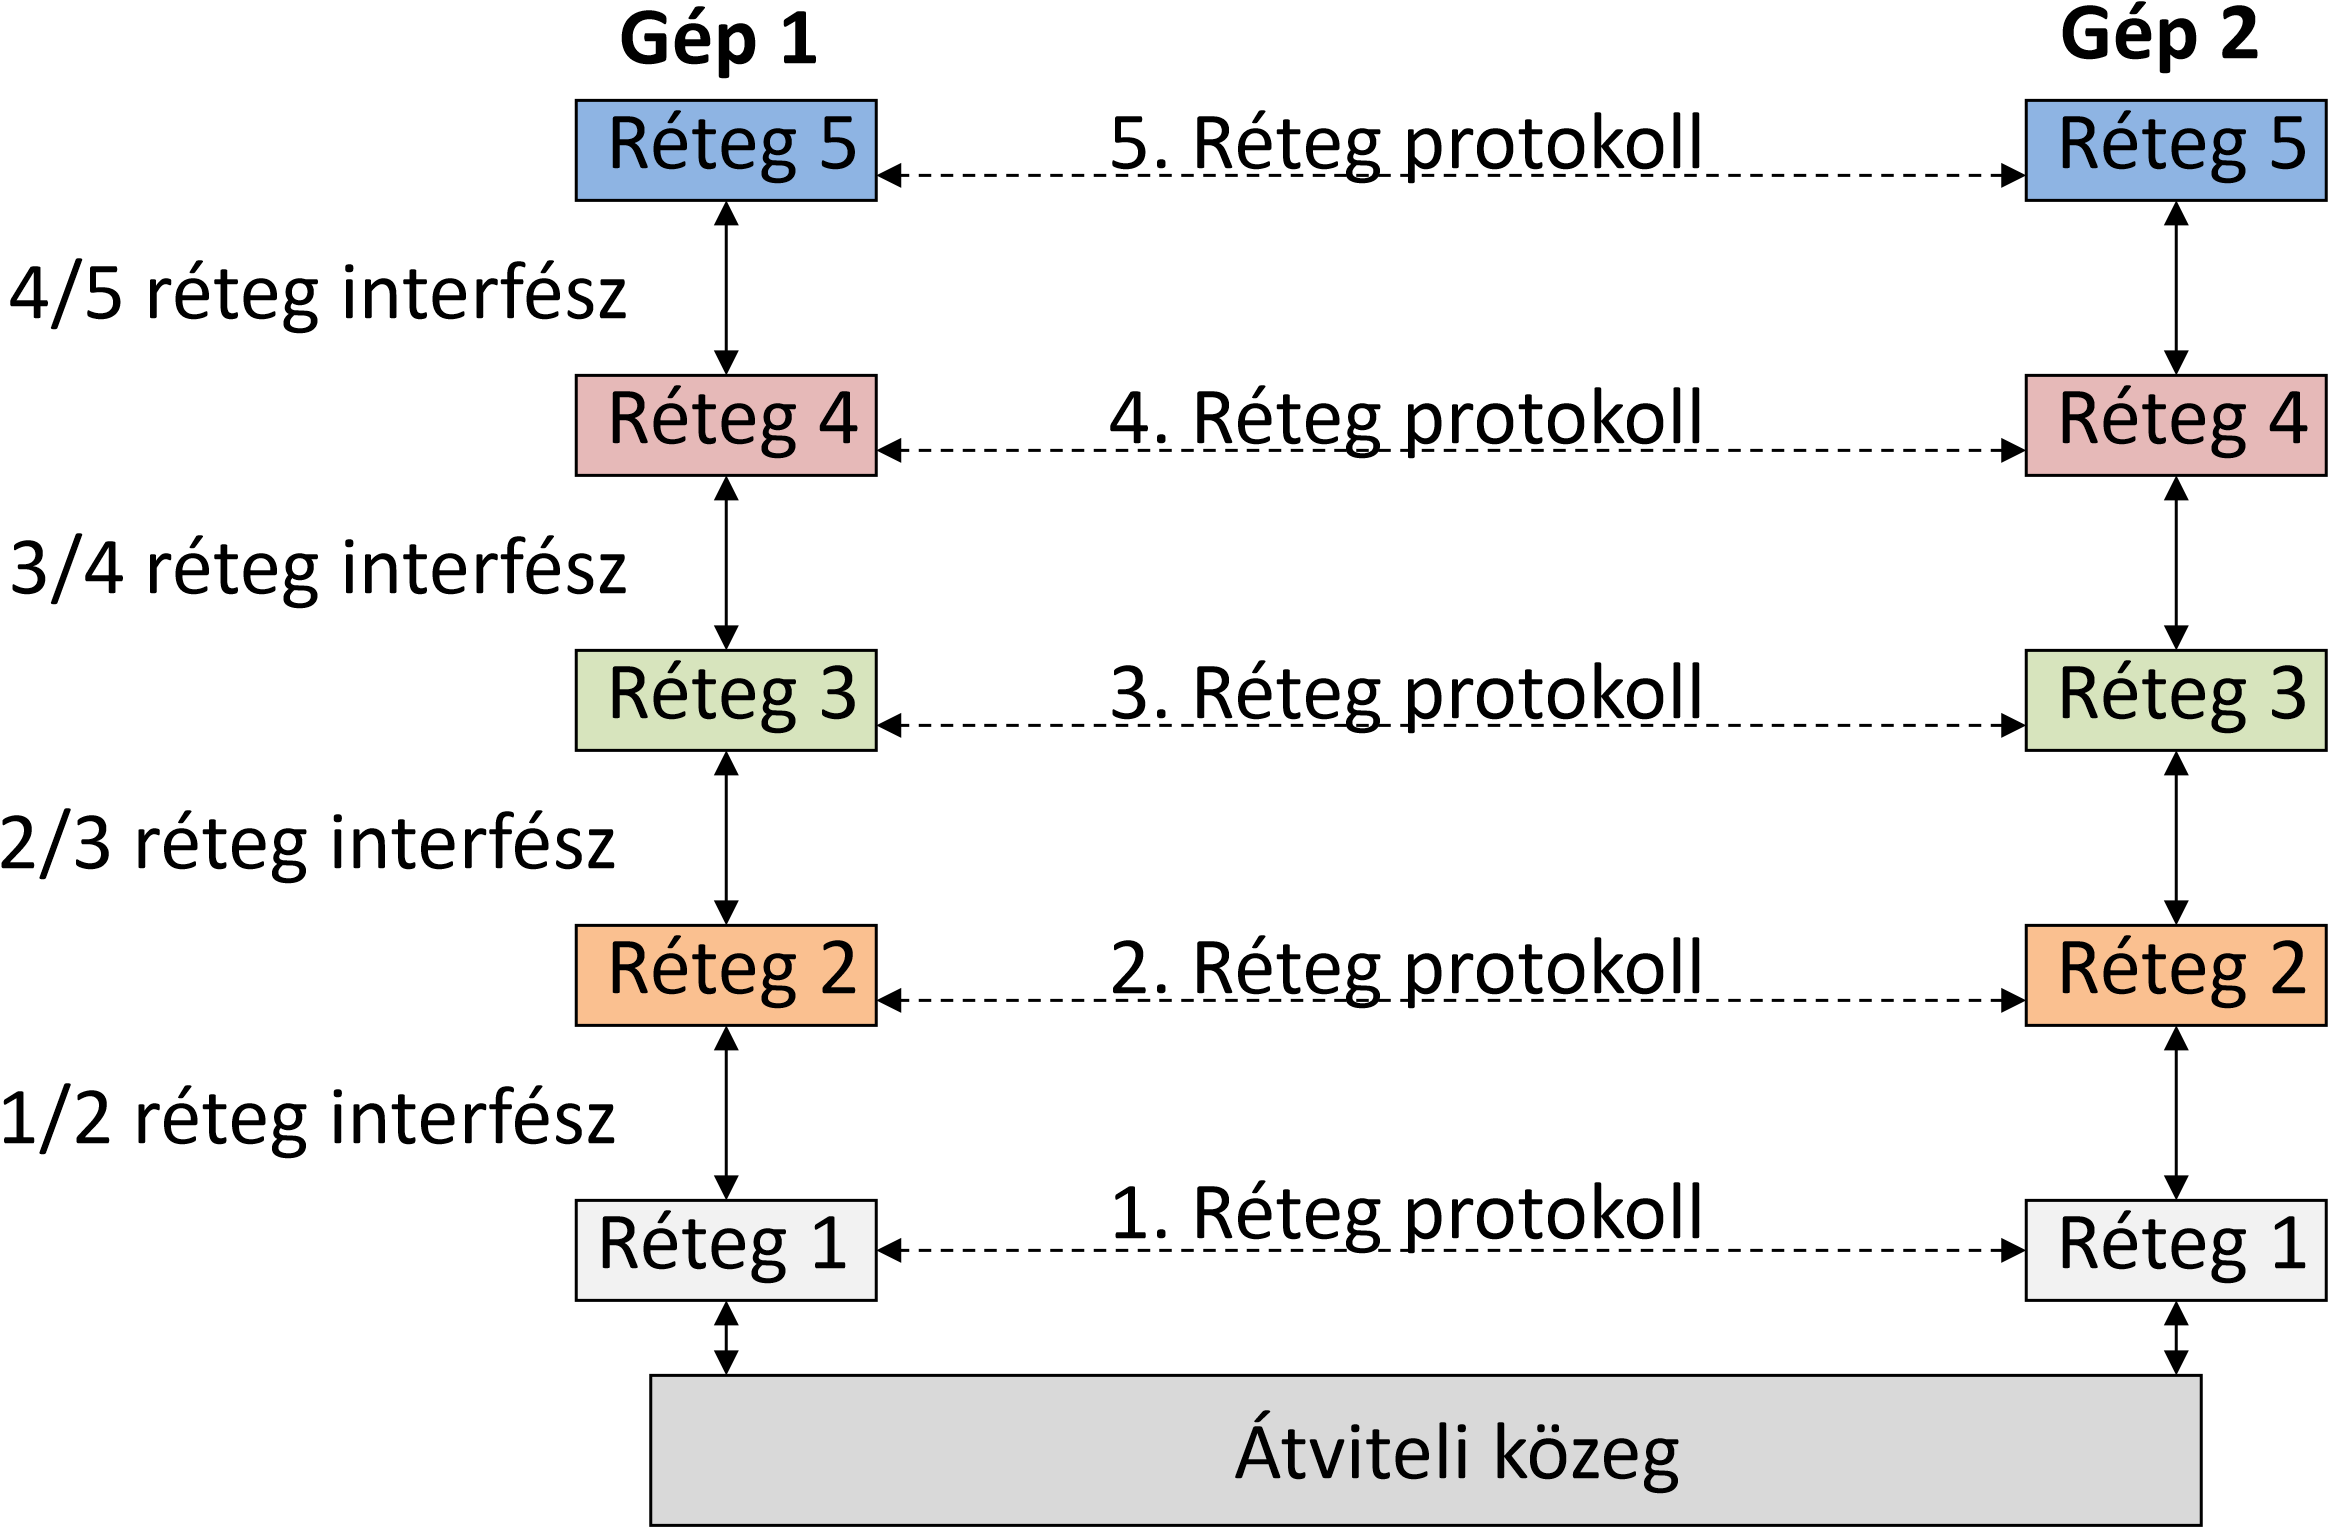 Gép 1
Gép 2
Réteg 5
5. Réteg protokoll
Réteg 5
4/5 réteg interfész
Réteg 4
4. Réteg protokoll
Réteg 4
3/4 réteg interfész
Réteg 3
3. Réteg protokoll
Réteg 3
2/3 réteg interfész
Réteg 2
2. Réteg protokoll
Réteg 2
1/2 réteg interfész
Réteg 1
1. Réteg protokoll
Réteg 1
Átviteli közeg